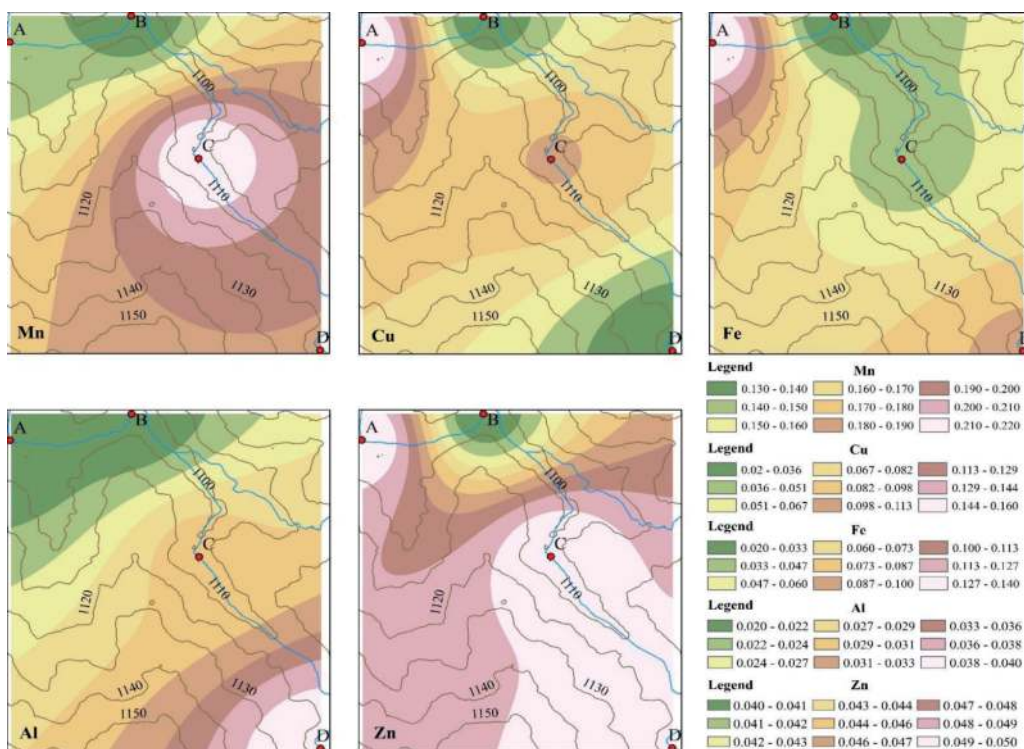 A
B
1100
C
1110
1120
1140
1130
1150
Mn
D
A
B
1100
C
1110
1120
1140
1130
1150
Cu
D
A
B
1100
C
1110
1120
1140
1130
1150
Fe
D
Legend Mn
0.130 - 0.140 0.160 - 0.170 0.190 - 0.200
0.140 - 0.150 0.170 - 0.180 0.200 - 0.210
0.150 - 0.160 0.180 - 0.190 0.210 - 0.220
Legend Cu
0.02 - 0.036 0.067 - 0.082 0.113 - 0.129
0.036 - 0.051 0.082 - 0.098 0.129 - 0.144
0.051 - 0.067 0.098 - 0.113 0.144 - 0.160
Legend Fe
0.020 - 0.033 0.060 - 0.073 0.100 - 0.113
0.033 - 0.047 0.073 - 0.087 0.113 - 0.127
0.047 - 0.060 0.087 - 0.100 0.127 - 0.140
Legend Al
0.020 - 0.022 0.027 - 0.029 0.033 - 0.036
0.022 - 0.024 0.029 - 0.031 0.036 - 0.038
0.024 - 0.027 0.031 - 0.033 0.038 - 0.040
Legend Zn
0.040 - 0.041 0.043 - 0.044 0.047 - 0.048
0.041 - 0.042 0.044 - 0.046 0.048 - 0.049
0.042 - 0.043 0.046 - 0.047 0.049 - 0.050
A
B
1100
C
1110
1120
1140
1130
1150
Al
D
A
B
1100
C
1110
1120
1140
1130
1150
Zn
D